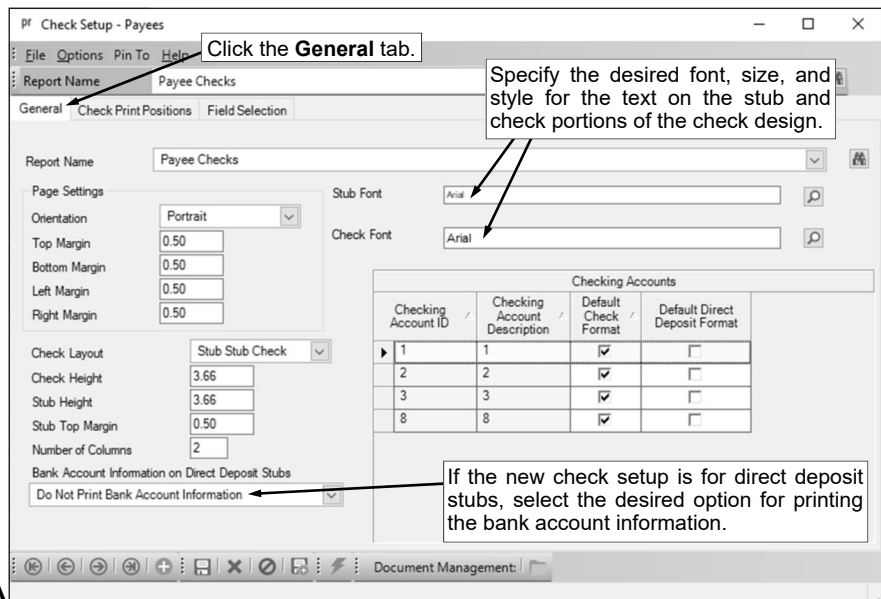 pr Check Setup - Payees
File Options Pin To Help
Click the General tab.
Report Name Payee Checks
Specify the desired font, size, and
style for the text on the stub and
check portions of the check design.
General Check Print Positions Field Selection
Report Name Payee Checks
Page Settings
Orientation Portrait
Top Margin 0.50
Bottom Margin 0.50
Left Margin 0.50
Right Margin 0.50
Stub Font Arial
Check Font Arial
Checking Accounts
Checking Account ID Checking Account Description Default Check Format Default Direct Deposit Format
1 1
2 2
3 3
8 8
Check Layout Stub Stub Check
Check Height 3.66
Stub Height 3.66
Stub Top Margin 0.50
Number of Columns 2
Bank Account Information on Direct Deposit Stubs
Do Not Print Bank Account Information
If the new check setup is for direct deposit
stubs, select the desired option for printing
the bank account information.
Document Management: